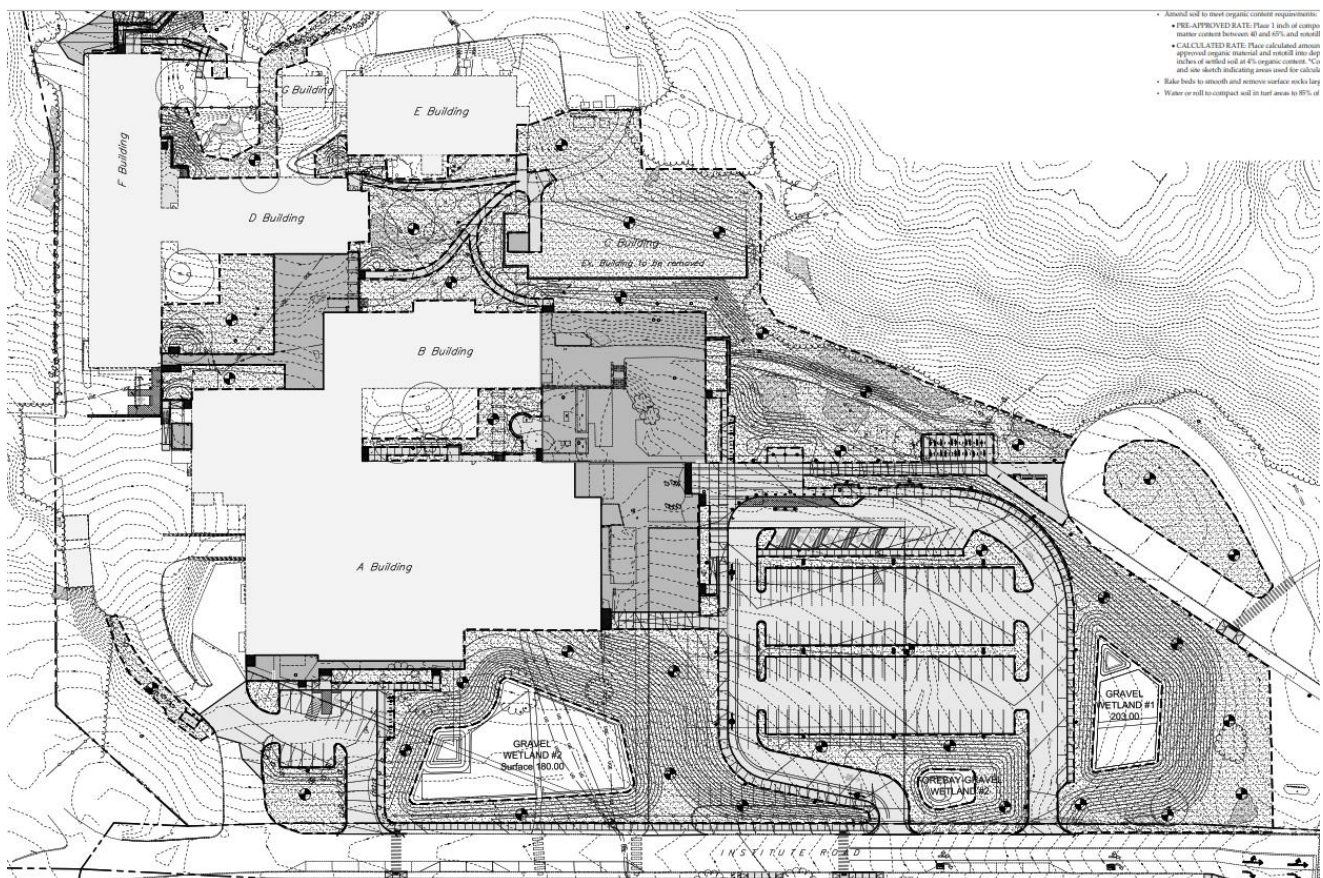 • Amend soil to meet organic content requirements:
• PRE-APPROVED RATE: Place 1 inch of compo
matter content between 40 and 65% and rototill
• CALCULATED RATE: Place calculated amoun
approved organic material and rototill into dep
inches of settled soil at 4% organic content. *Co
and site sketch indicating areas used for calcula
• Rake beds to smooth and remove surface rocks larg
• Water or roll to compact soil in turf areas to 85% of
G Building
E Building
F Building
D Building
C Building
Ex. Building to be removed
B Building
A Building
GRAVEL
WETLAND #1
203.00
GRAVEL
WETLAND #2
Surface 180.00
FOREBAY GRAVEL
WETLAND #2
INSTITUTE ROAD